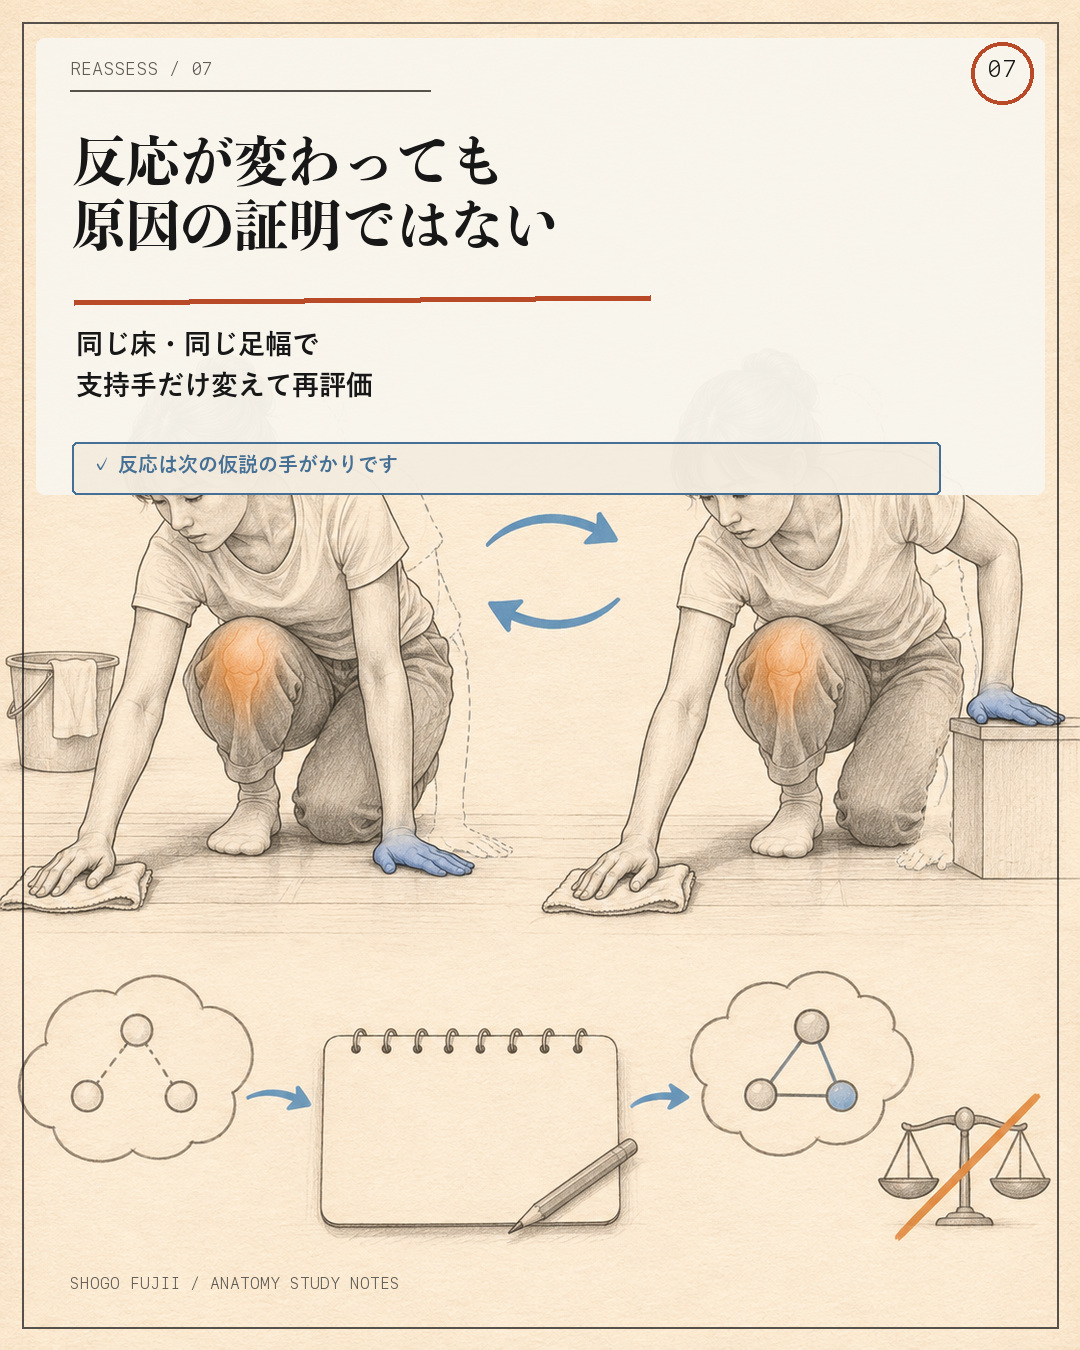 REASSESS / 07
07
反応が変わっても
原因の証明ではない
同じ床・同じ足幅で
支持手だけ変えて再評価
✓ 反応は次の仮説の手がかりです
SHOGO FUJII / ANATOMY STUDY NOTES